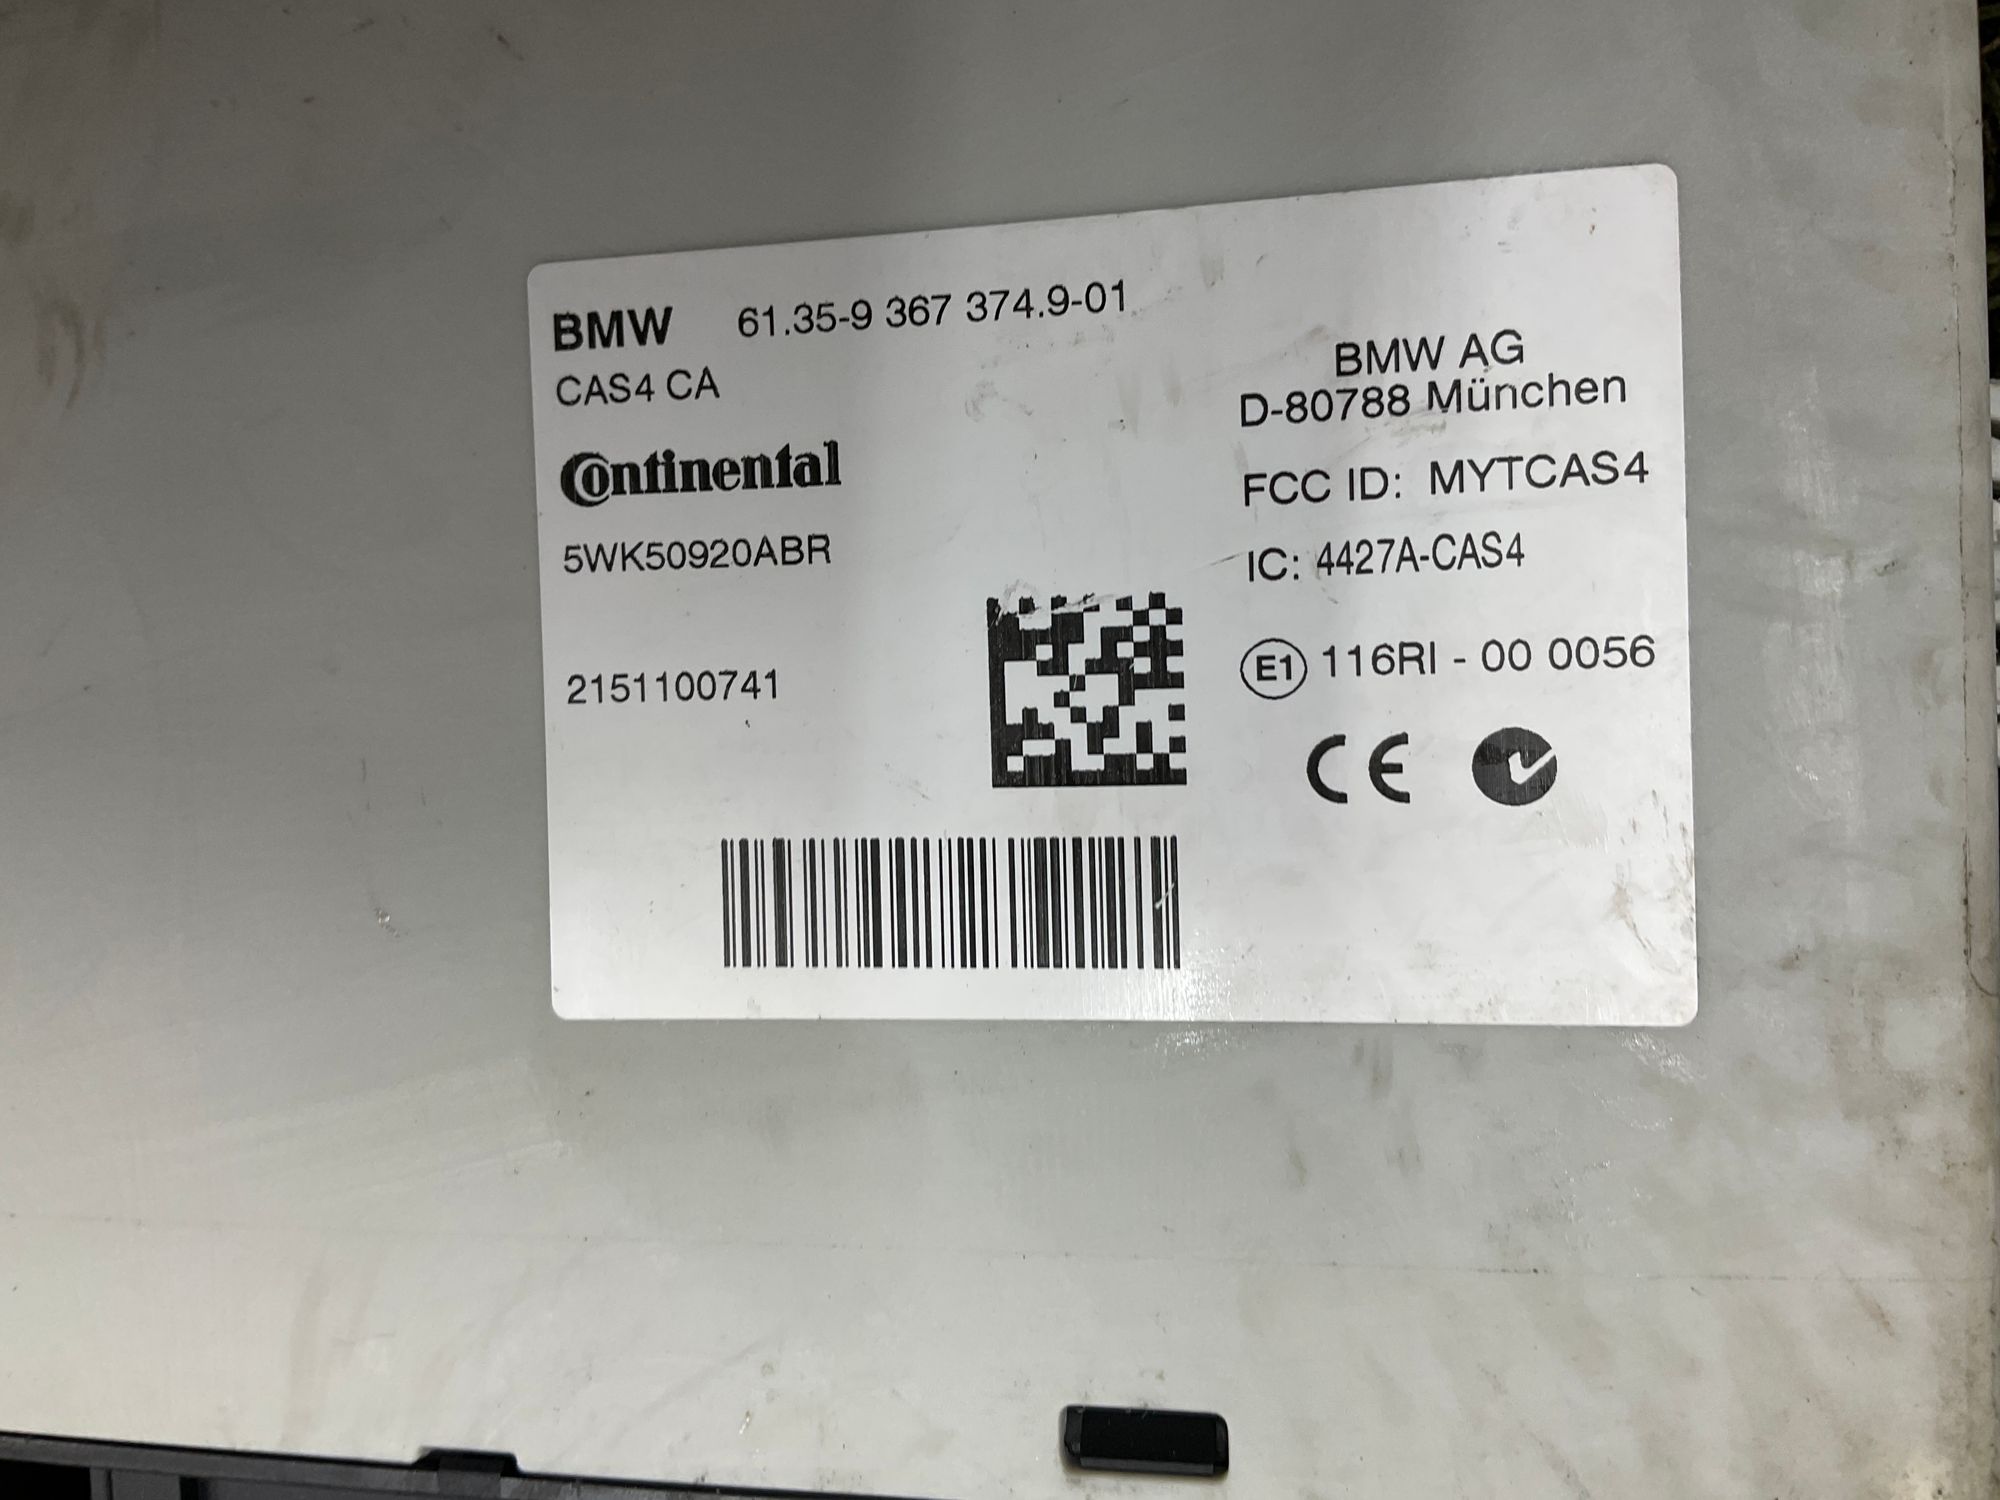 BMW 61.35-9 367 374.9-01
CAS4 CA
Continental
5WK50920ABR
2151100741
BMW AG
D-80788 München
FCC ID: MYTCAS4
IC: 4427A-CAS4
E1 116RI - 00 0056
CE